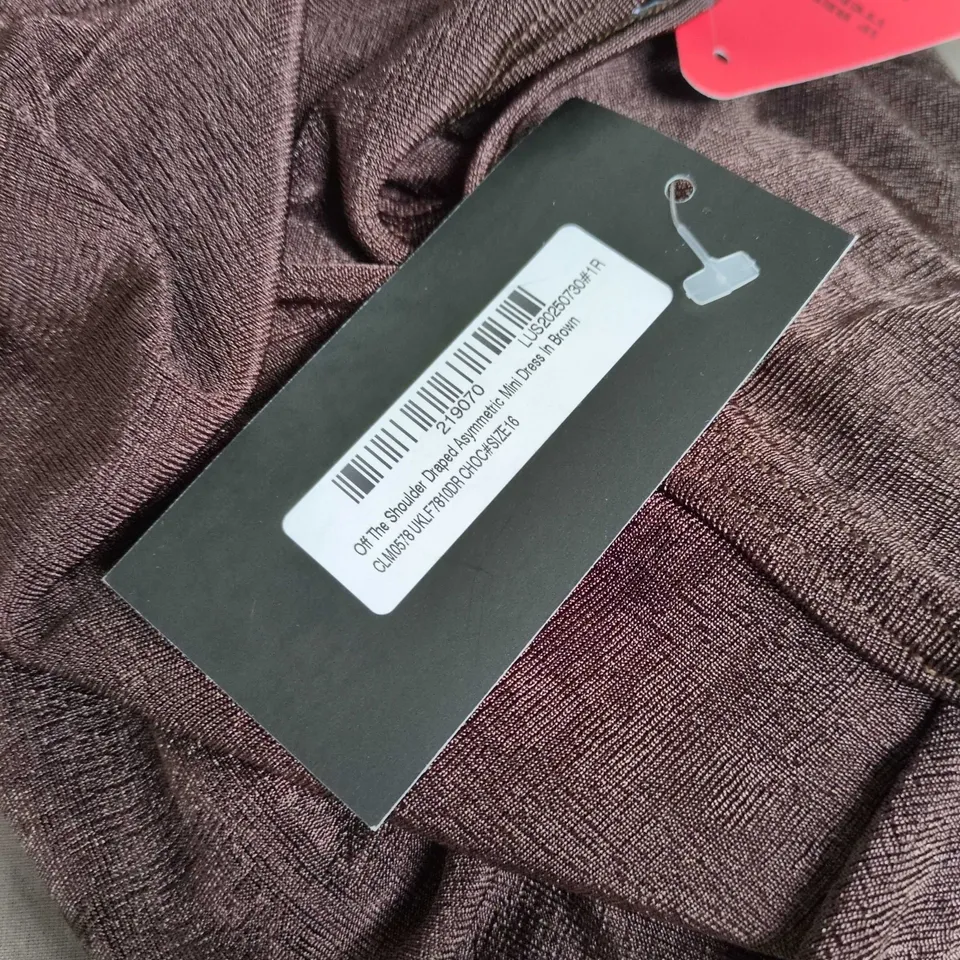 219070
LUS20250730#1R
Off The Shoulder Draped Asymmetric Mini Dress in Brown
CLM0578 UKLF7810DR CHOC#SIZE16